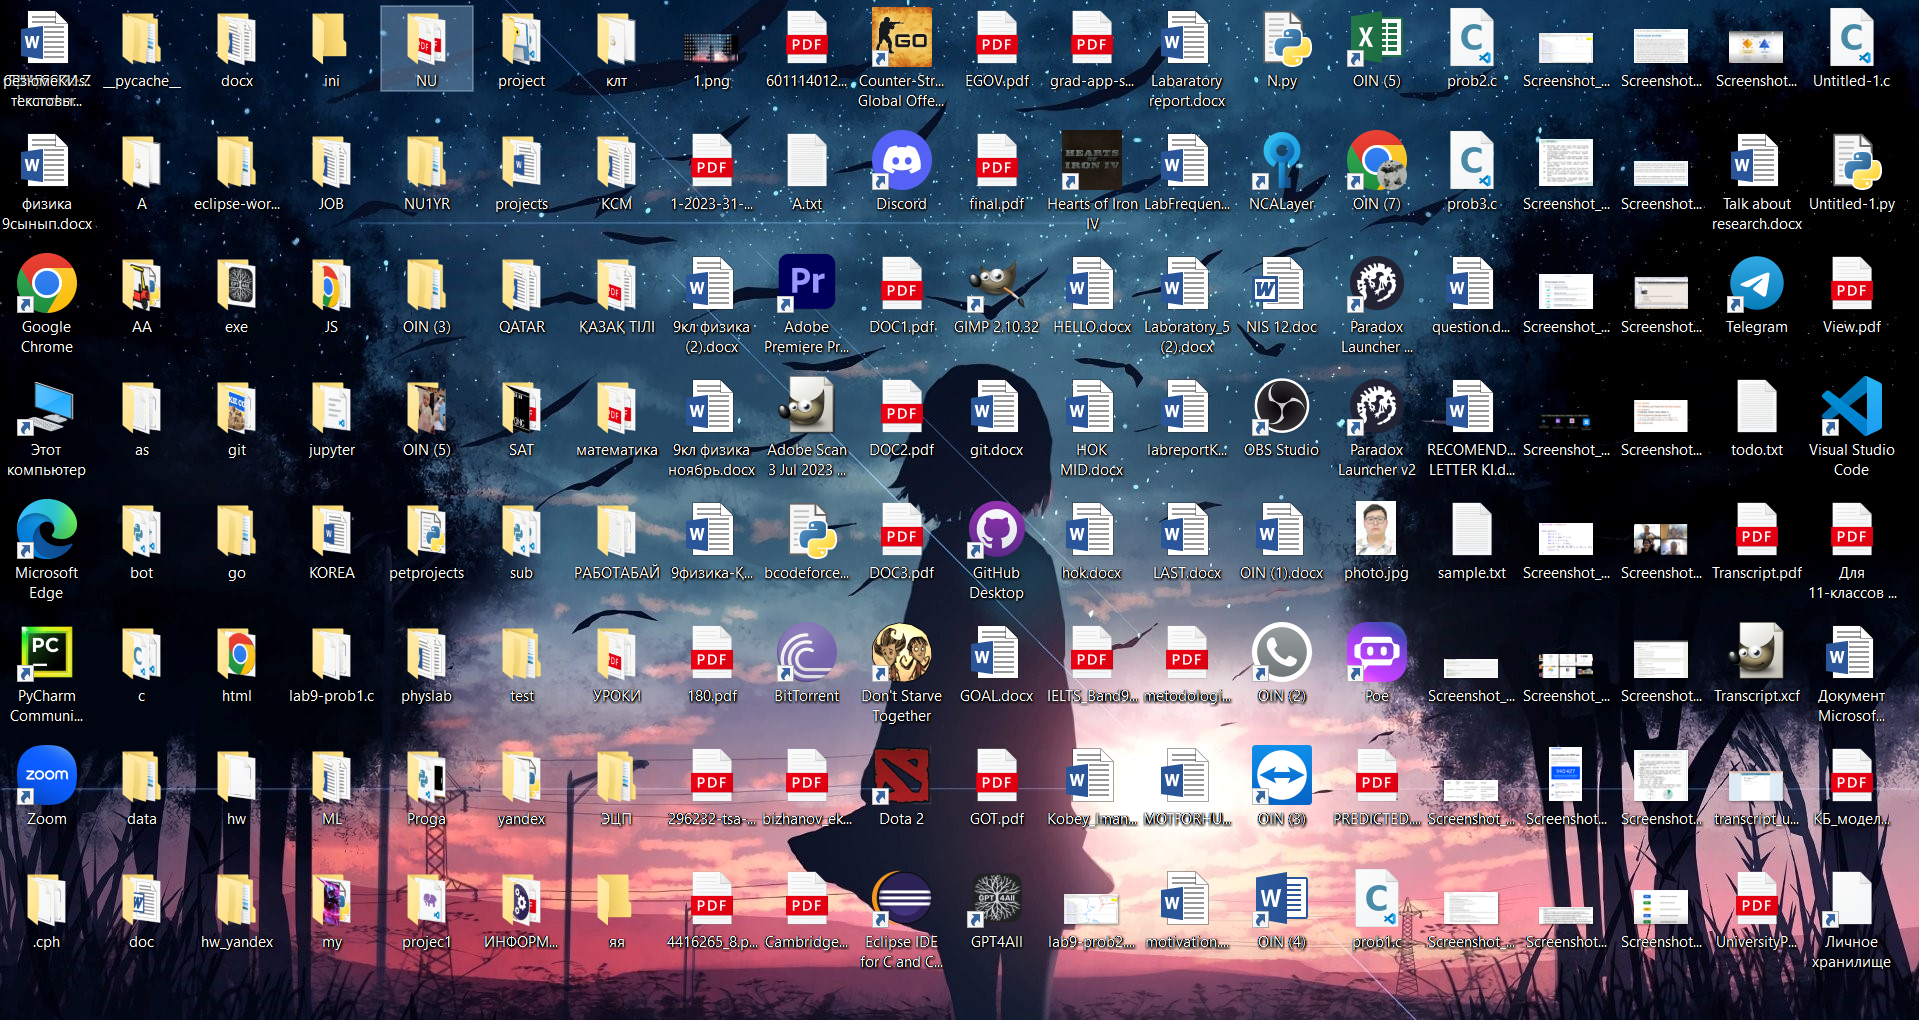 __pycache__
docx
ini
NU
project
клт
1.png
601114012...
Counter-Str...
Global Offe...
EGOV.pdf
grad-app-s...
Labaratory
report.docx
N.py
OIN (5)
prob2.c
Screenshot_...
Screenshot...
Screenshot...
Untitled-1.c
физика
9сынып.docx
A
eclipse-wor...
JOB
NU1YR
projects
КСМ
1-2023-31-...
A.txt
Discord
final.pdf
HEARTS
OF
IRON IV
Hearts of Iron
IV
LabFrequen...
NCALayer
OIN (7)
prob3.c
Screenshot_...
Screenshot...
Talk about
research.docx
Untitled-1.py
Google
Chrome
AA
exe
JS
OIN (3)
QATAR
ҚАЗАҚ ТІЛІ
9кл физика
(2).docx
Adobe
Premiere Pr...
DOC1.pdf
GIMP 2.10.32
HELLO.docx
Laboratory_5
(2).docx
NIS 12.doc
Paradox
Launcher ...
question.d...
Screenshot_...
Screenshot...
Telegram
View.pdf
Этот
компьютер
as
git
jupyter
OIN (5)
SAT
математика
9кл физика
ноябрь.docx
Adobe Scan
3 Jul 2023 ...
DOC2.pdf
git.docx
HOK
MID.docx
labreportK...
OBS Studio
Paradox
Launcher v2
RECOMEND...
LETTER KI.d...
Screenshot_...
Screenshot...
todo.txt
Visual Studio
Code
Microsoft
Edge
bot
go
KOREA
petprojects
sub
РАБОТАБАЙ
9физика-Қ...
bcodeforce...
DOC3.pdf
GitHub
Desktop
hok.docx
LAST.docx
OIN (1).docx
photo.jpg
sample.txt
Screenshot_...
Screenshot...
Transcript.pdf
Для
11-классов ...
PyCharm
Communi...
c
html
lab9-prob1.c
physlab
test
УРОКИ
180.pdf
BitTorrent
Don't Starve
Together
GOAL.docx
IELTS_Band9...
metodologi...
OIN (2)
Poe
Screenshot_...
Screenshot_...
Screenshot...
Transcript.xcf
Документ
Microsof...
zoom
Zoom
data
hw
ML
Proga
yandex
ЭЦП
296232-tsa-...
bizhanov_ek...
Dota 2
GOT.pdf
Kobey_Iman...
MOTFORHU...
OIN (3)
PREDICTED....
Screenshot_...
Screenshot...
Screenshot...
transcript_u...
КБ_модел...
.cph
doc
hw_yandex
my
projec1
ИНФОРМ...
яя
4416265_8.p...
Cambridge...
Eclipse IDE
for C and C...
GPT4All
lab9-prob2....
motivation....
OIN (4)
prob1.c
Screenshot_...
Screenshot...
Screenshot...
UniversityP...
Личное
хранилище